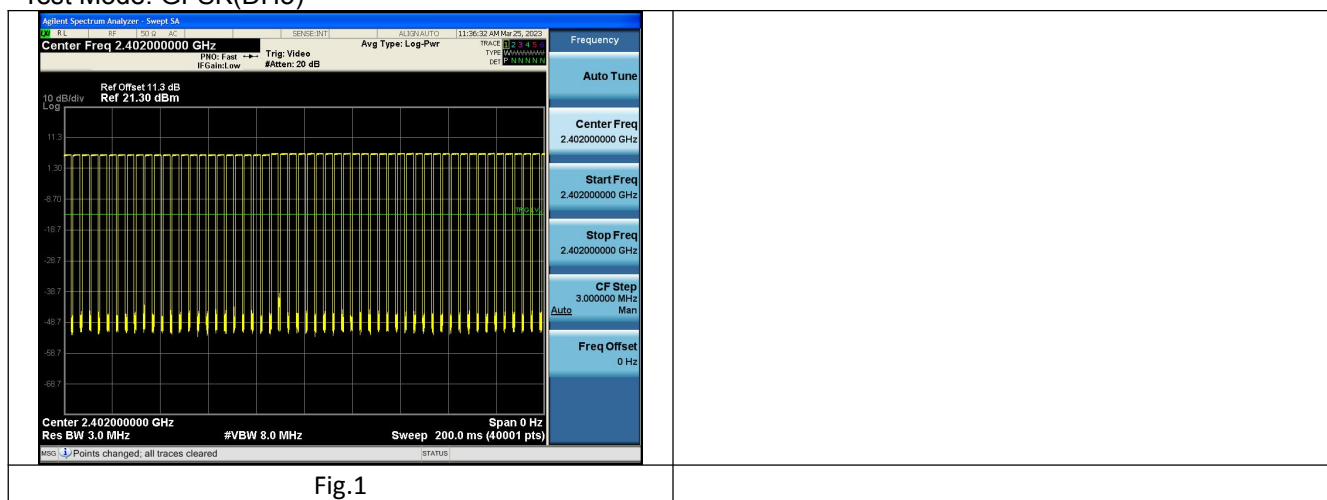 Agilent Spectrum Analyzer - Swept SA
RL RF 50 Ω AC SENSE:INT ALIGNAUTO 11:36:32 AM Mar 25, 2023
Center Freq 2.402000000 GHz
PNO: Fast
IFGain:Low
Trig: Video
#Atten: 20 dB
Avg Type: Log-Pwr
TRACE 1 2 3 4 5 6
TYPE
DET P N N N N N
Ref Offset 11.3 dB
10 dB/div Ref 21.30 dBm
Log
11.3
1.30
-8.70
-18.7
-28.7
-38.7
-48.7
-58.7
-68.7
Center 2.402000000 GHz Span 0 Hz
Res BW 3.0 MHz #VBW 8.0 MHz Sweep 200.0 ms (40001 pts)
MSG Points changed; all traces cleared STATUS
Frequency
Auto Tune
Center Freq
2.402000000 GHz
Start Freq
2.402000000 GHz
Stop Freq
2.402000000 GHz
CF Step
3.000000 MHz
Auto Man
Freq Offset
0 Hz
Fig.1